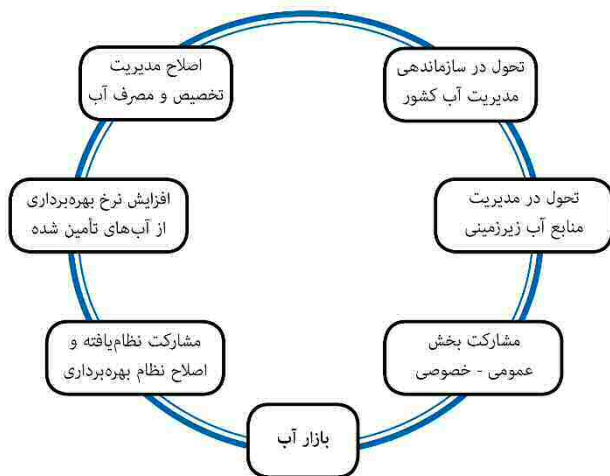 تحول در سازماندهی
مدیریت آب کشور
اصلاح مدیریت
تخصیص و مصرف آب
تحول در مدیریت
منابع آب زیرزمینی
افزایش نرخ بهره‌برداری
از آب‌های تأمین شده
مشارکت بخش
عمومی - خصوصی
مشارکت نظام‌یافته و
اصلاح نظام بهره‌برداری
بازار آب